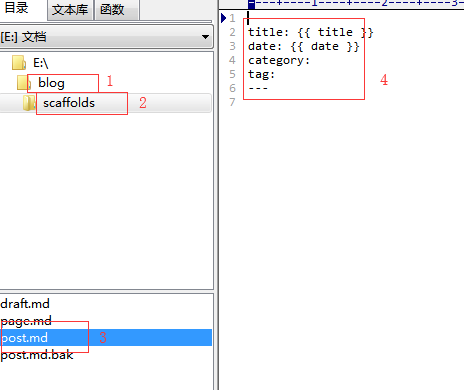 目录 文本库 函数
[E:] 文档
E:\
blog 1
scaffolds 2
draft.md
page.md
post.md 3
post.md.bak
----+----1----+----2----+----3-
1
2 title: {{ title }}
3 date: {{ date }}
4 category:
5 tag:
6 ---
7
4